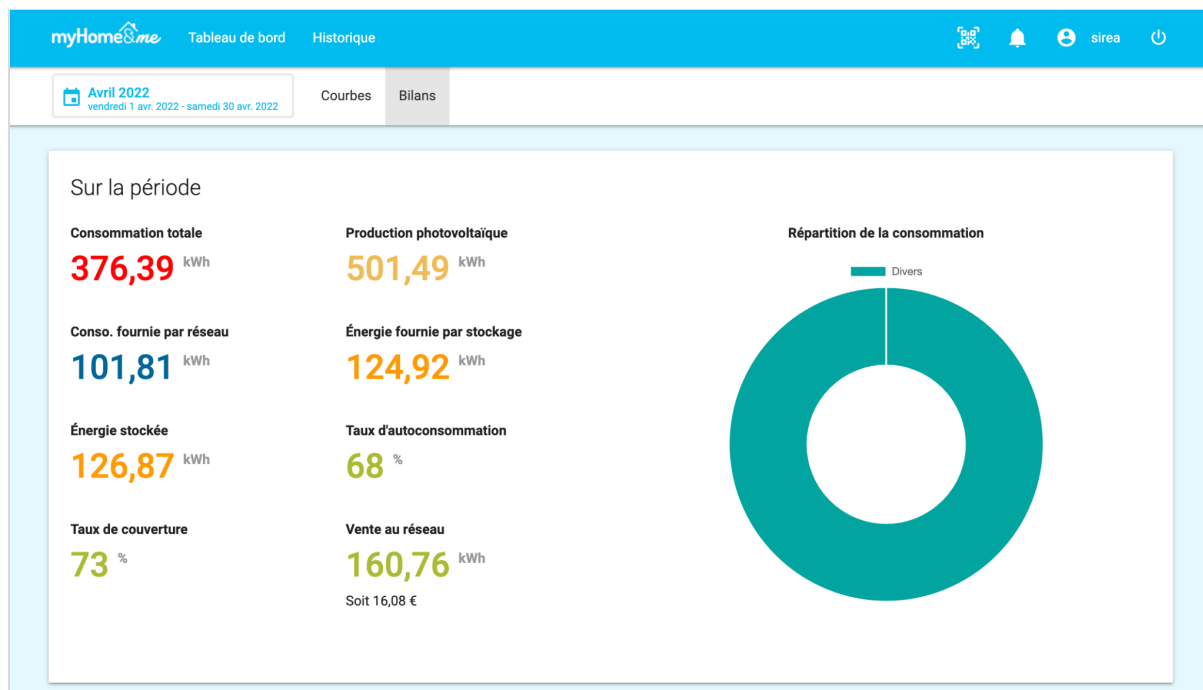 myHome&me Tableau de bord Historique sirea
Avril 2022
vendredi 1 avr. 2022 - samedi 30 avr. 2022
Courbes Bilans
Sur la période
Consommation totale
376,39 kWh
Production photovoltaïque
501,49 kWh
Répartition de la consommation
Divers
Conso. fournie par réseau
101,81 kWh
Énergie fournie par stockage
124,92 kWh
Énergie stockée
126,87 kWh
Taux d'autoconsommation
68 %
Taux de couverture
73 %
Vente au réseau
160,76 kWh
Soit 16,08 €